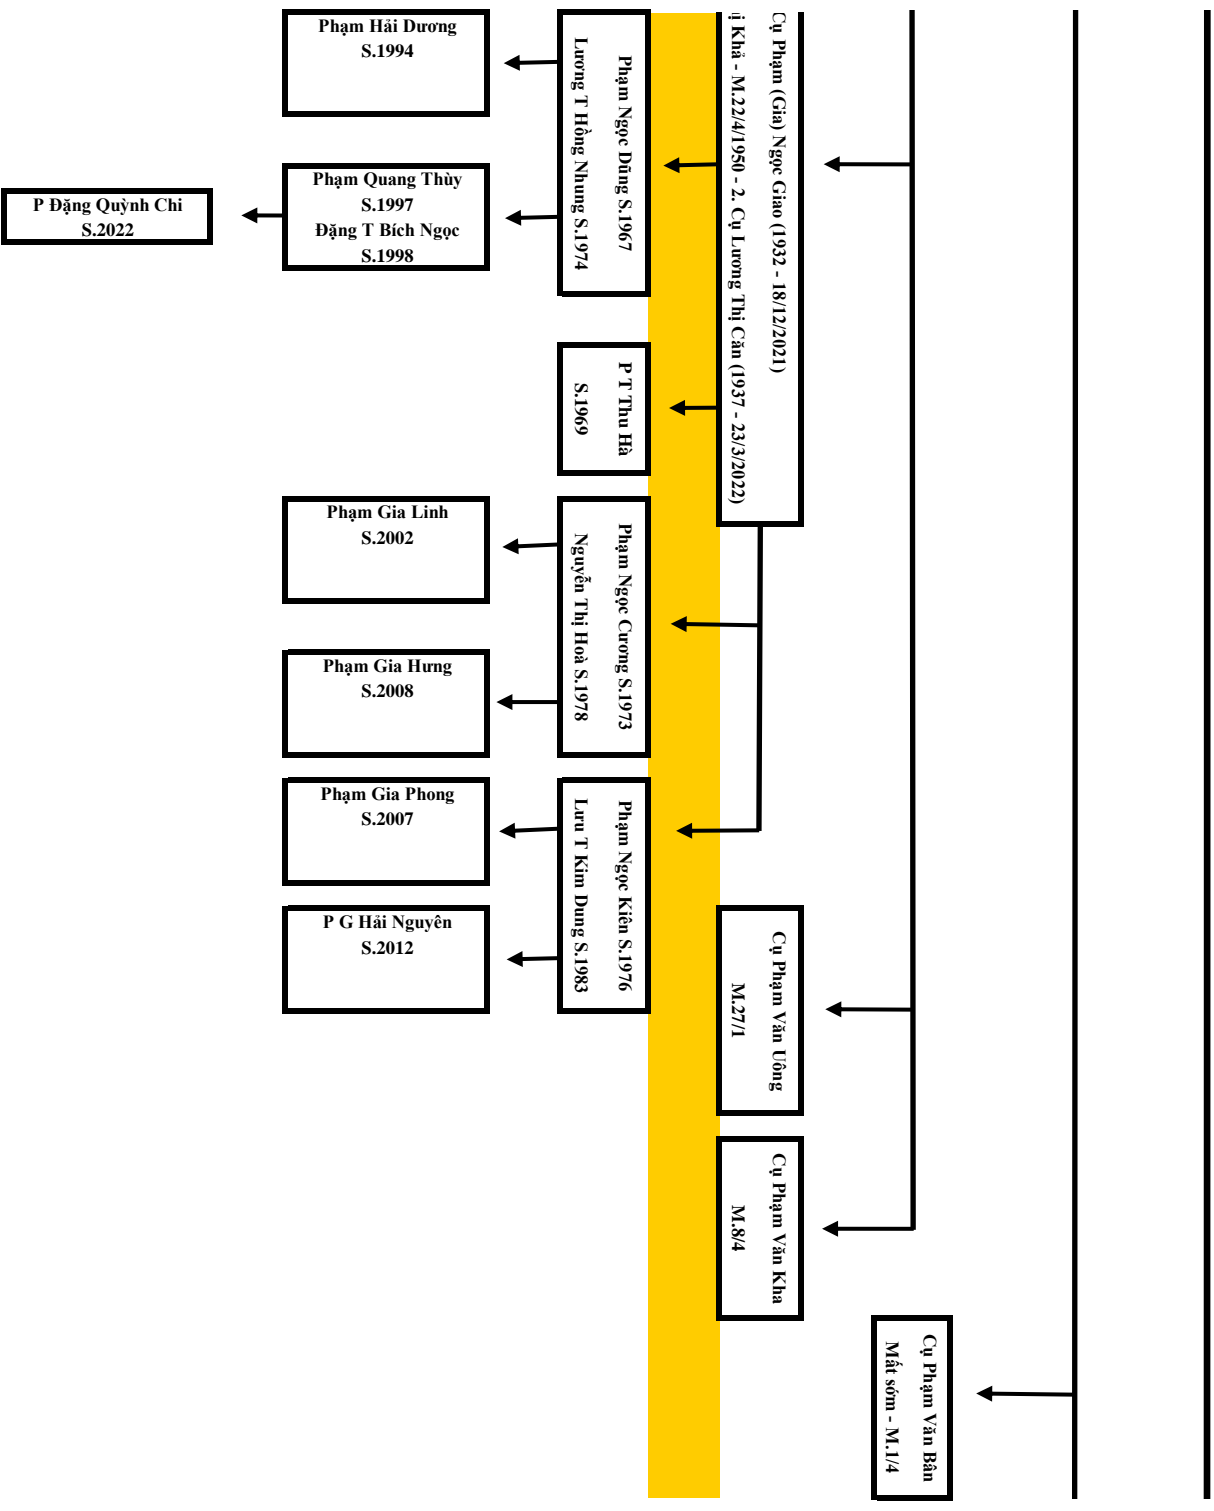 Phạm Hải Dương
S.1994
Phạm Quang Thùy
S.1997
Đặng T Bích Ngọc
S.1998
P Đặng Quỳnh Chi
S.2022
Phạm Ngọc Dũng S.1967
Lương T Hồng Nhung S.1974
Cụ Phạm (Gia) Ngọc Giao (1932 - 18/12/2021)
ị Khả - M.22/4/1950 - 2. Cụ Lương Thị Căn (1937 - 23/3/2022)
P T Thu Hà
S.1969
Phạm Gia Linh
S.2002
Phạm Gia Hưng
S.2008
Phạm Ngọc Cương S.1973
Nguyễn Thị Hoà S.1978
Phạm Gia Phong
S.2007
P G Hải Nguyên
S.2012
Phạm Ngọc Kiên S.1976
Lưu T Kim Dung S.1983
Cụ Phạm Văn Uông
M.27/1
Cụ Phạm Văn Kha
M.8/4
Cụ Phạm Văn Bân
Mất sớm - M.1/4